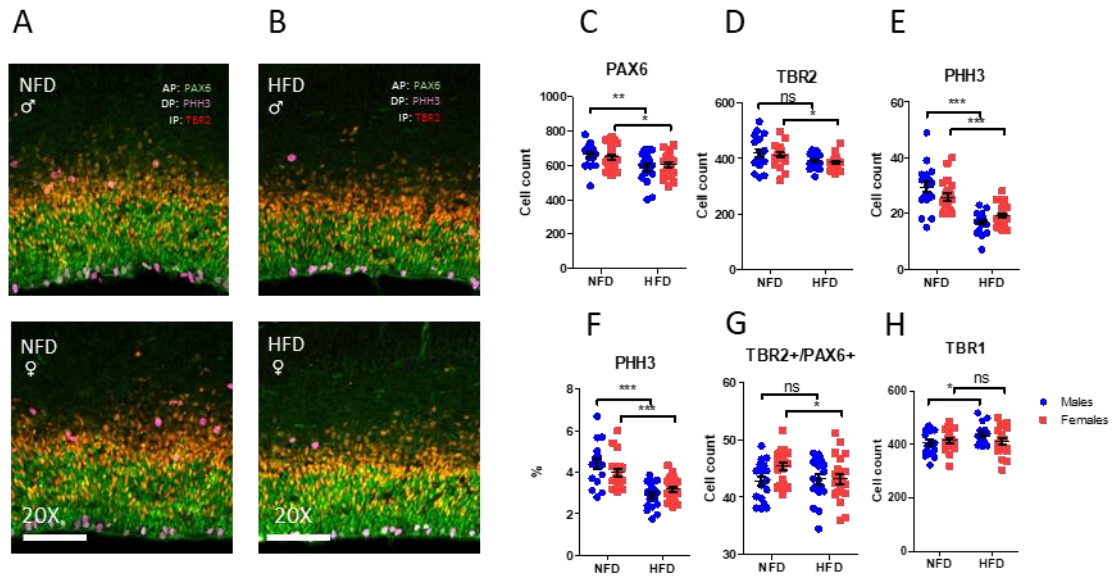 A
B
C
D
E
NFD
♂
AP: PAX6
DP: PHH3
IP: TBR2
HFD
♂
AP: PAX6
DP: PHH3
IP: TBR2
PAX6
**
*
1000
800
600
400
200
0
Cell count
NFD HFD
TBR2
ns
*
600
400
200
0
Cell count
NFD HFD
PHH3
***
***
60
40
20
0
Cell count
NFD HFD
NFD
♀
20X
HFD
♀
20X
F
G
H
PHH3
***
***
8
6
4
2
0
%
NFD HFD
TBR2+/PAX6+
ns
*
60
50
40
30
Cell count
NFD HFD
TBR1
*
ns
600
400
200
0
Cell count
NFD HFD
Males
Females